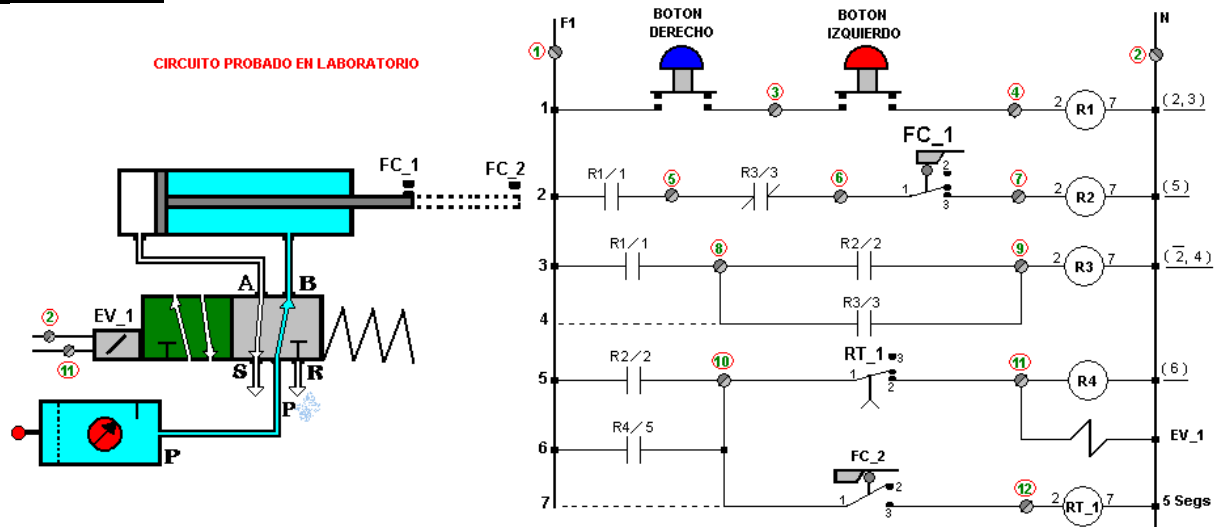 CIRCUITO PROBADO EN LABORATORIO
FC_1
FC_2
A
B
EV_1
2
11
S
R
P
P
F1
BOTON
DERECHO
BOTON
IZQUIERDO
N
1
2
1
3
4
2 R1 7
(2,3)
2
R1/1
5
R3/3
6
FC_1
1
2
3
7
2 R2 7
(5)
3
R1/1
8
R2/2
9
2 R3 7
(2̅,4)
4
R3/3
5
R2/2
10
RT_1
1
3
2
11
R4
(6)
6
R4/5
EV_1
7
FC_2
1
2
3
12
2 RT_1 7
5 Segs